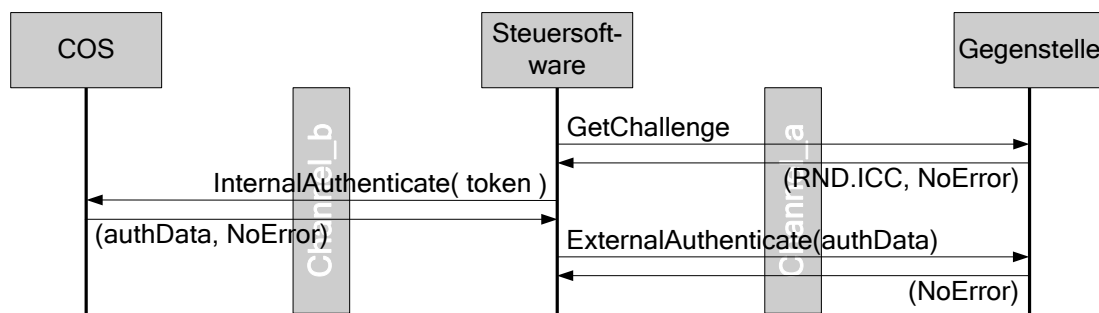 COS
Steuersoft-
ware
Gegenstelle
Channel_b
Channel_a
GetChallenge
(RND.ICC, NoError)
InternalAuthenticate( token )
(authData, NoError)
ExternalAuthenticate(authData)
(NoError)